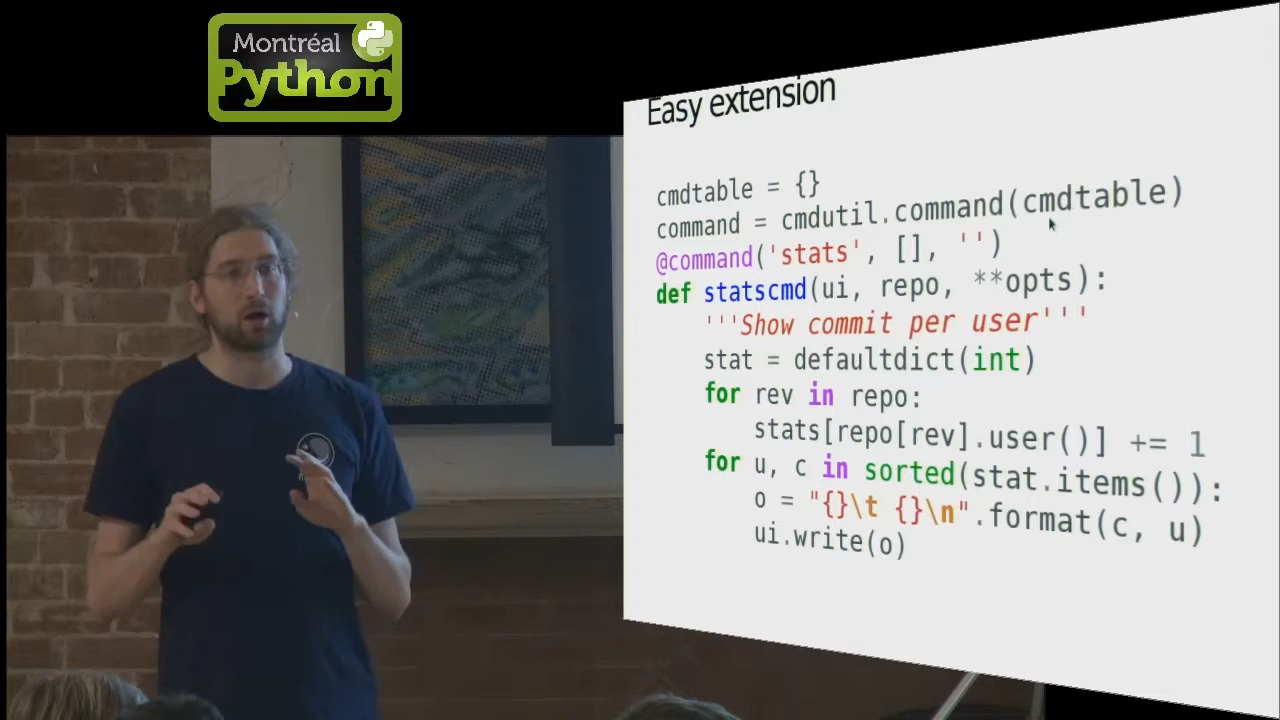 Montréal
Python
Easy extension
cmdtable = {}
command = cmdutil.command(cmdtable)
@command('stats', [], '')
def statscmd(ui, repo, **opts):
'''Show commit per user'''
stat = defaultdict(int)
for rev in repo:
stats[repo[rev].user()] += 1
for u, c in sorted(stat.items()):
o = "{}\t {}\n".format(c, u)
ui.write(o)